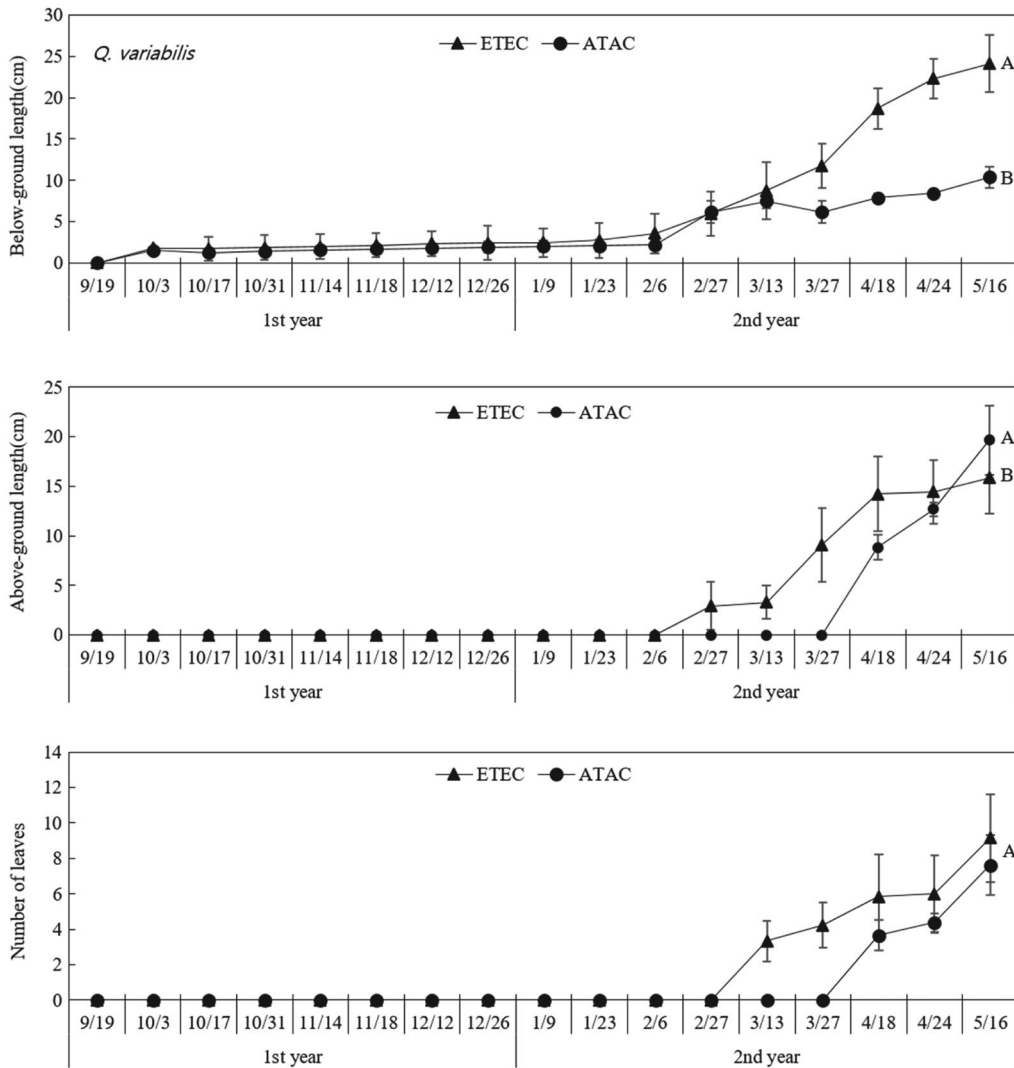 30
25
20
15
10
5
0
Below-ground length(cm)
Q. variabilis
ETEC ATAC
A
B
9/19 10/3 10/17 10/31 11/14 11/18 12/12 12/26 1/9 1/23 2/6 2/27 3/13 3/27 4/18 4/24 5/16
1st year 2nd year
25
20
15
10
5
0
Above-ground length(cm)
ETEC ATAC
A
B
9/19 10/3 10/17 10/31 11/14 11/18 12/12 12/26 1/9 1/23 2/6 2/27 3/13 3/27 4/18 4/24 5/16
1st year 2nd year
14
12
10
8
6
4
2
0
Number of leaves
ETEC ATAC
A
9/19 10/3 10/17 10/31 11/14 11/18 12/12 12/26 1/9 1/23 2/6 2/27 3/13 3/27 4/18 4/24 5/16
1st year 2nd year